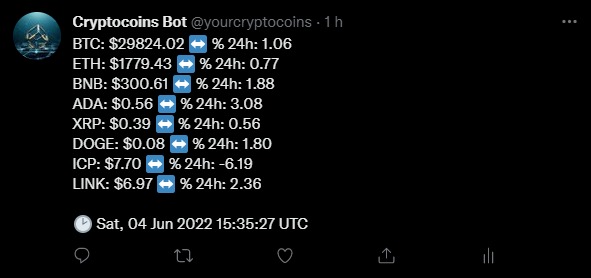 Cryptocoins Bot @yourcryptocoins · 1 h
BTC: $29824.02 ↔️ % 24h: 1.06
ETH: $1779.43 ↔️ % 24h: 0.77
BNB: $300.61 ↔️ % 24h: 1.88
ADA: $0.56 ↔️ % 24h: 3.08
XRP: $0.39 ↔️ % 24h: 0.56
DOGE: $0.08 ↔️ % 24h: 1.80
ICP: $7.70 ↔️ % 24h: -6.19
LINK: $6.97 ↔️ % 24h: 2.36
🕑 Sat, 04 Jun 2022 15:35:27 UTC